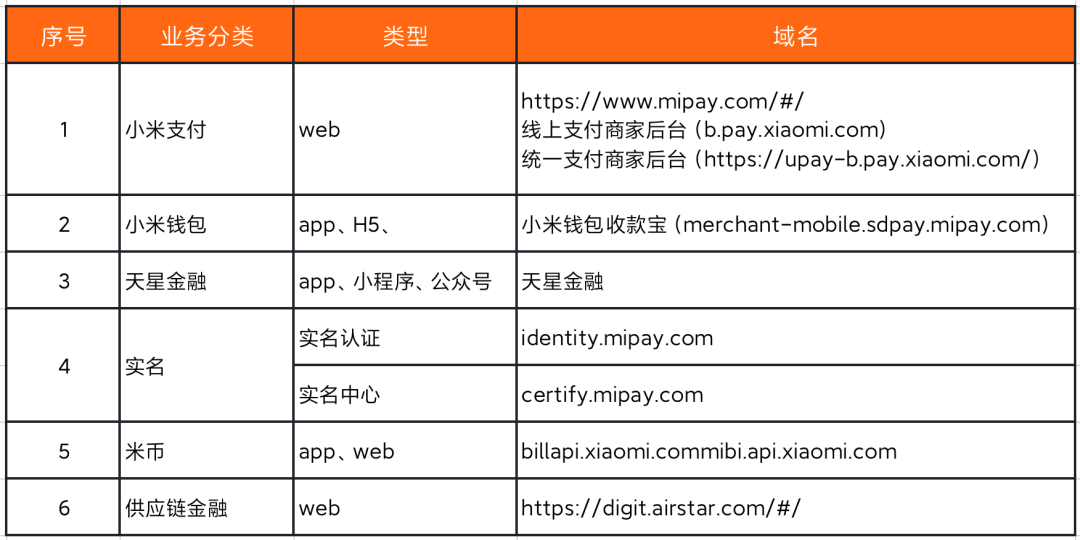 序号 业务分类 类型 域名
1 小米支付 web https://www.mipay.com/#/
线上支付商家后台（b.pay.xiaomi.com）
统一支付商家后台（https://upay-b.pay.xiaomi.com/）
2 小米钱包 app、H5、 小米钱包收款宝（merchant-mobile.sdpay.mipay.com）
3 天星金融 app、小程序、公众号 天星金融
4 实名 实名认证 identity.mipay.com
实名中心 certify.mipay.com
5 米币 app、web billapi.xiaomi.commibi.api.xiaomi.com
6 供应链金融 web https://digit.airstar.com/#/